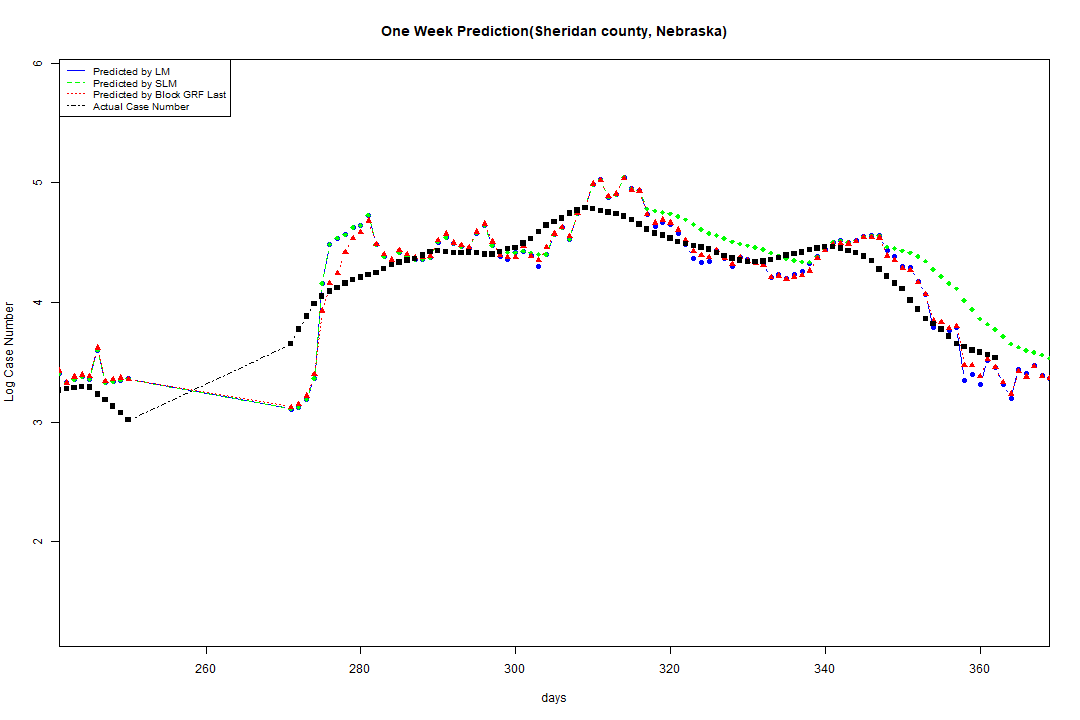 One Week Prediction(Sheridan county, Nebraska)
Predicted by LM
Predicted by SLM
Predicted by Block GRF Last
Actual Case Number
Log Case Number
6
5
4
3
2
260
280
300
320
340
360
days